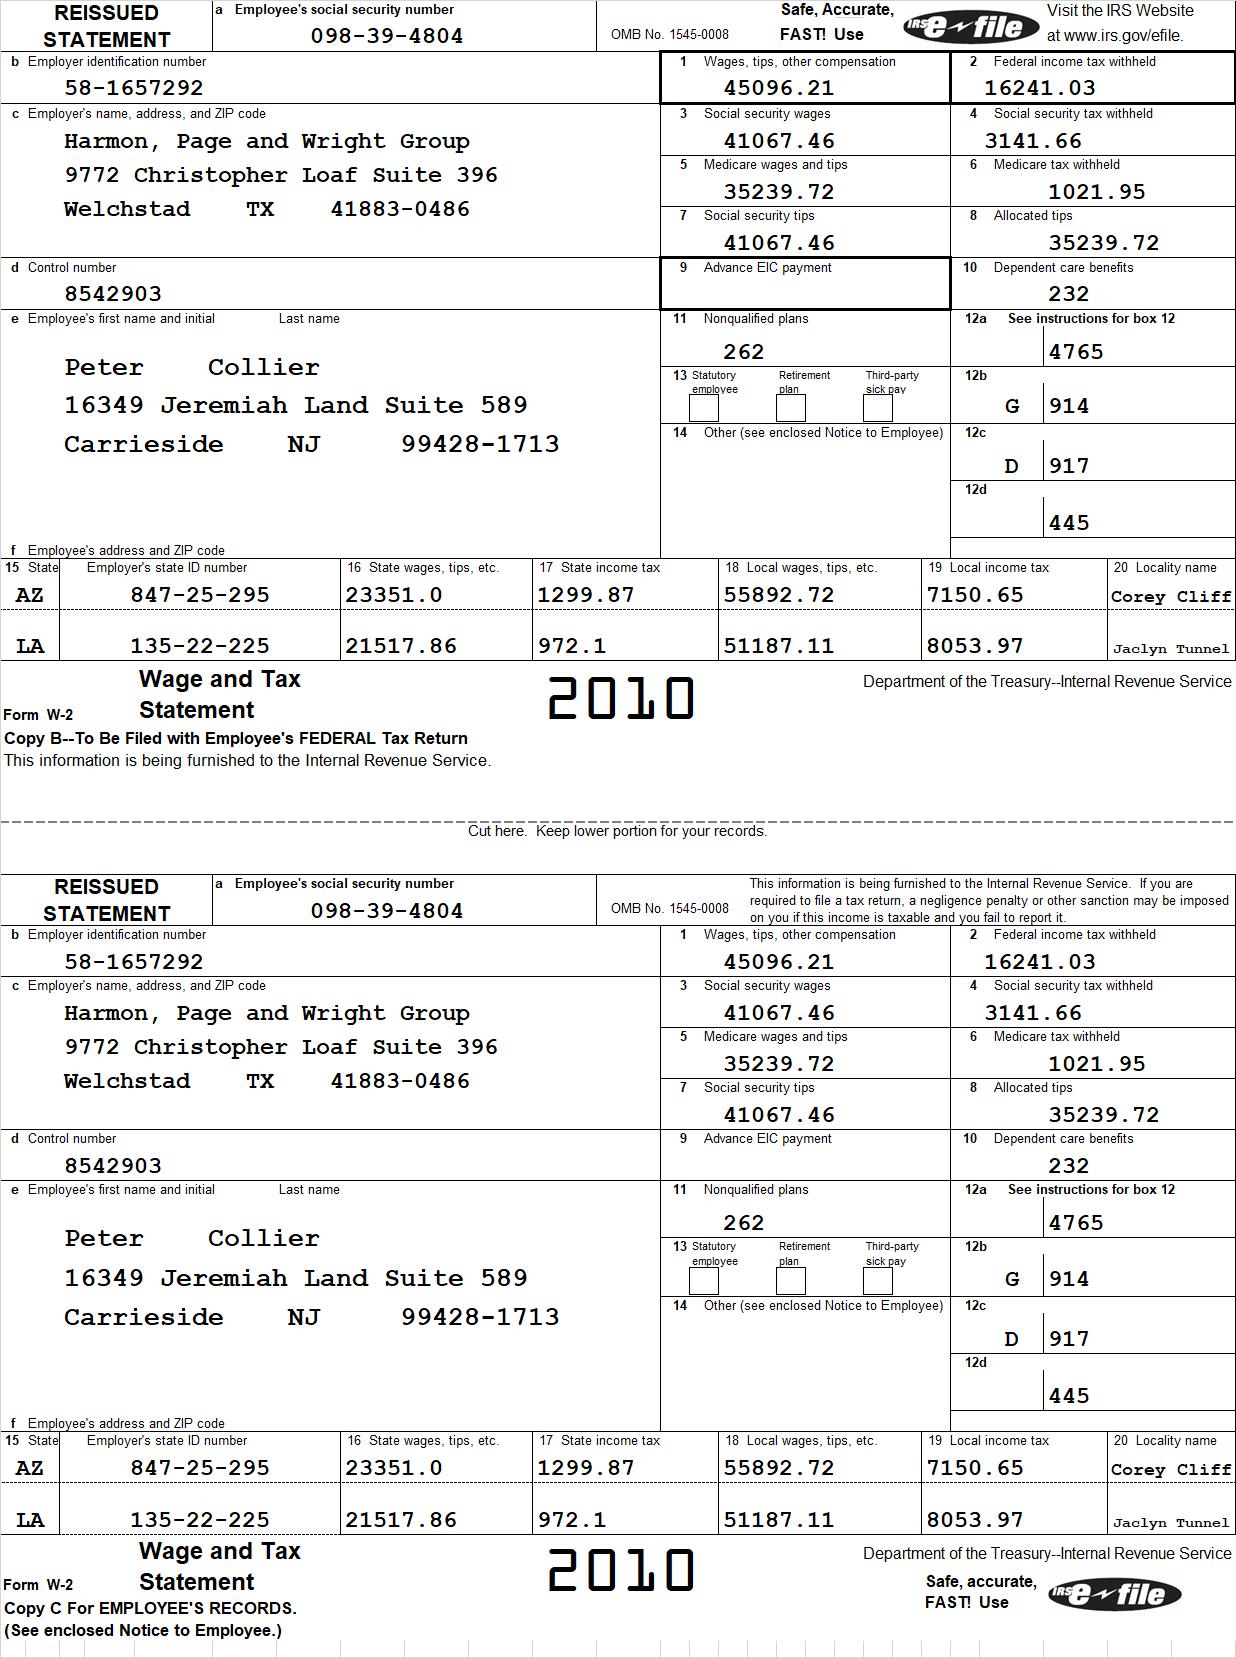 REISSUED STATEMENT
a Employee's social security number
098-39-4804
OMB No. 1545-0008
Safe, Accurate, FAST! Use
IRS e-file
Visit the IRS Website at www.irs.gov/efile.
b Employer identification number
58-1657292
1 Wages, tips, other compensation
45096.21
2 Federal income tax withheld
16241.03
c Employer's name, address, and ZIP code
Harmon, Page and Wright Group
9772 Christopher Loaf Suite 396
Welchstad TX 41883-0486
3 Social security wages
41067.46
4 Social security tax withheld
3141.66
5 Medicare wages and tips
35239.72
6 Medicare tax withheld
1021.95
7 Social security tips
41067.46
8 Allocated tips
35239.72
d Control number
8542903
9 Advance EIC payment
10 Dependent care benefits
232
e Employee's first name and initial Last name
Peter Collier
16349 Jeremiah Land Suite 589
Carrieside NJ 99428-1713
11 Nonqualified plans
262
12a See instructions for box 12
4765
13 Statutory employee Retirement plan Third-party sick pay
12b
G 914
14 Other (see enclosed Notice to Employee)
12c
D 917
12d
445
f Employee's address and ZIP code
15 State Employer's state ID number 16 State wages, tips, etc. 17 State income tax 18 Local wages, tips, etc. 19 Local income tax 20 Locality name
AZ 847-25-295 23351.0 1299.87 55892.72 7150.65 Corey Cliff
LA 135-22-225 21517.86 972.1 51187.11 8053.97 Jaclyn Tunnel
Form W-2 Wage and Tax Statement
2010
Department of the Treasury--Internal Revenue Service
Copy B--To Be Filed with Employee's FEDERAL Tax Return
This information is being furnished to the Internal Revenue Service.
Cut here. Keep lower portion for your records.
REISSUED STATEMENT
a Employee's social security number
098-39-4804
OMB No. 1545-0008
This information is being furnished to the Internal Revenue Service. If you are
required to file a tax return, a negligence penalty or other sanction may be imposed
on you if this income is taxable and you fail to report it.
b Employer identification number
58-1657292
1 Wages, tips, other compensation
45096.21
2 Federal income tax withheld
16241.03
c Employer's name, address, and ZIP code
Harmon, Page and Wright Group
9772 Christopher Loaf Suite 396
Welchstad TX 41883-0486
3 Social security wages
41067.46
4 Social security tax withheld
3141.66
5 Medicare wages and tips
35239.72
6 Medicare tax withheld
1021.95
7 Social security tips
41067.46
8 Allocated tips
35239.72
d Control number
8542903
9 Advance EIC payment
10 Dependent care benefits
232
e Employee's first name and initial Last name
Peter Collier
16349 Jeremiah Land Suite 589
Carrieside NJ 99428-1713
11 Nonqualified plans
262
12a See instructions for box 12
4765
13 Statutory employee Retirement plan Third-party sick pay
12b
G 914
14 Other (see enclosed Notice to Employee)
12c
D 917
12d
445
f Employee's address and ZIP code
15 State Employer's state ID number 16 State wages, tips, etc. 17 State income tax 18 Local wages, tips, etc. 19 Local income tax 20 Locality name
AZ 847-25-295 23351.0 1299.87 55892.72 7150.65 Corey Cliff
LA 135-22-225 21517.86 972.1 51187.11 8053.97 Jaclyn Tunnel
Form W-2 Wage and Tax Statement
2010
Department of the Treasury--Internal Revenue Service
Safe, accurate, FAST! Use
IRS e-file
Copy C For EMPLOYEE'S RECORDS.
(See enclosed Notice to Employee.)